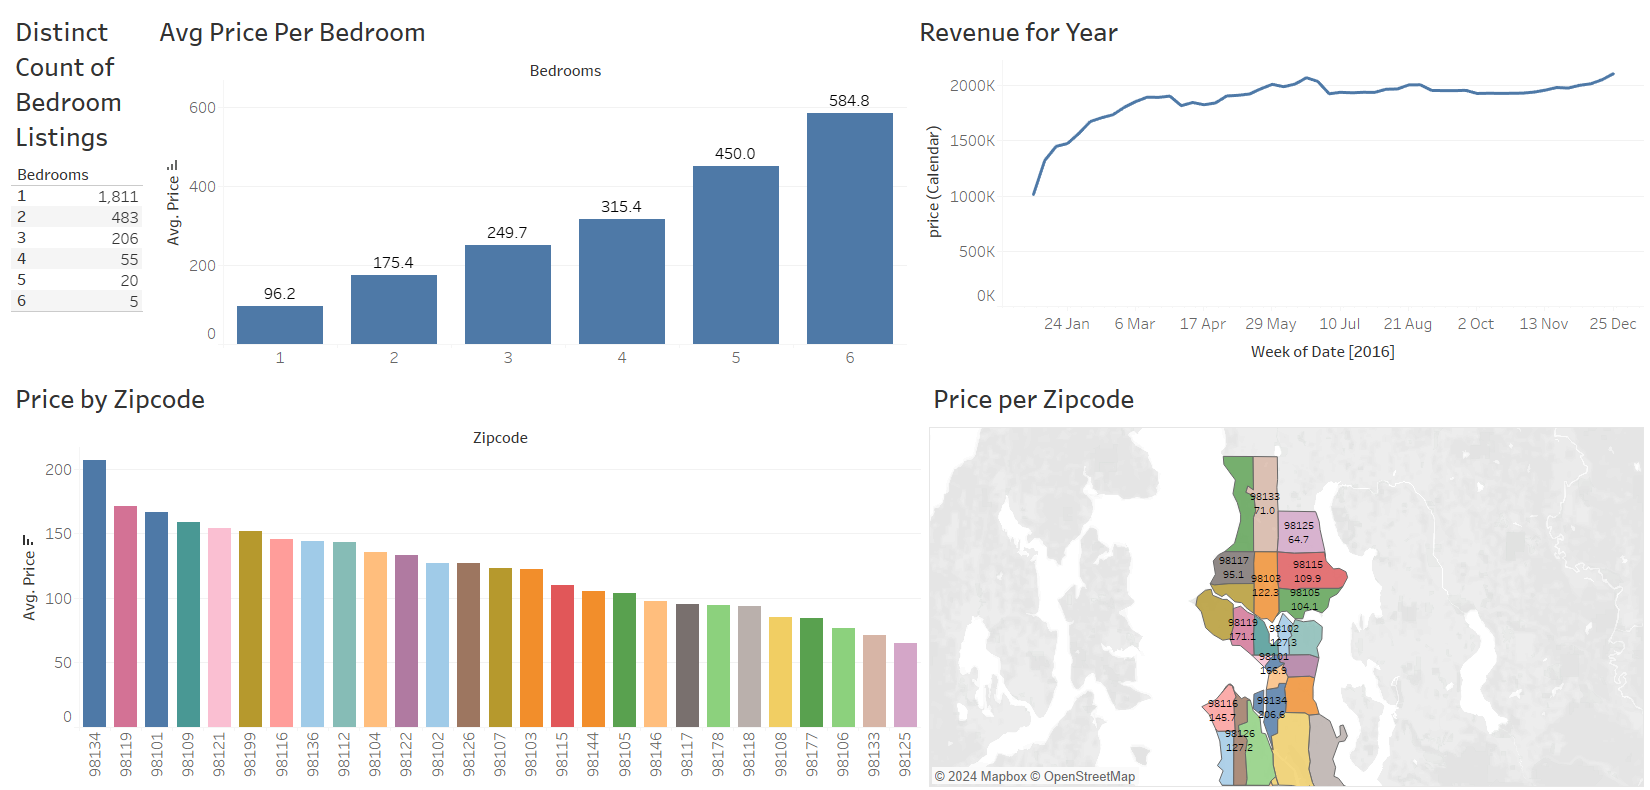 Distinct
Count of
Bedroom
Listings
Bedrooms
1 1,811
2 483
3 206
4 55
5 20
6 5
Avg Price Per Bedroom
Bedrooms
Avg. Price
600
400
200
0
96.2
175.4
249.7
315.4
450.0
584.8
1 2 3 4 5 6
Revenue for Year
price (Calendar)
2000K
1500K
1000K
500K
0K
24 Jan 6 Mar 17 Apr 29 May 10 Jul 21 Aug 2 Oct 13 Nov 25 Dec
Week of Date [2016]
Price by Zipcode
Zipcode
Avg. Price
200
150
100
50
0
98134 98119 98101 98109 98121 98199 98116 98136 98112 98104 98122 98102 98126 98107 98103 98115 98144 98105 98146 98117 98178 98118 98108 98177 98106 98133 98125
Price per Zipcode
98133
71.0
98125
64.7
98117
95.1
98115
109.9
98103
122.3
98105
104.1
98119
171.1
98102
127.3
98101
166.9
98116
145.7
98134
206.6
98126
127.2
© 2024 Mapbox © OpenStreetMap